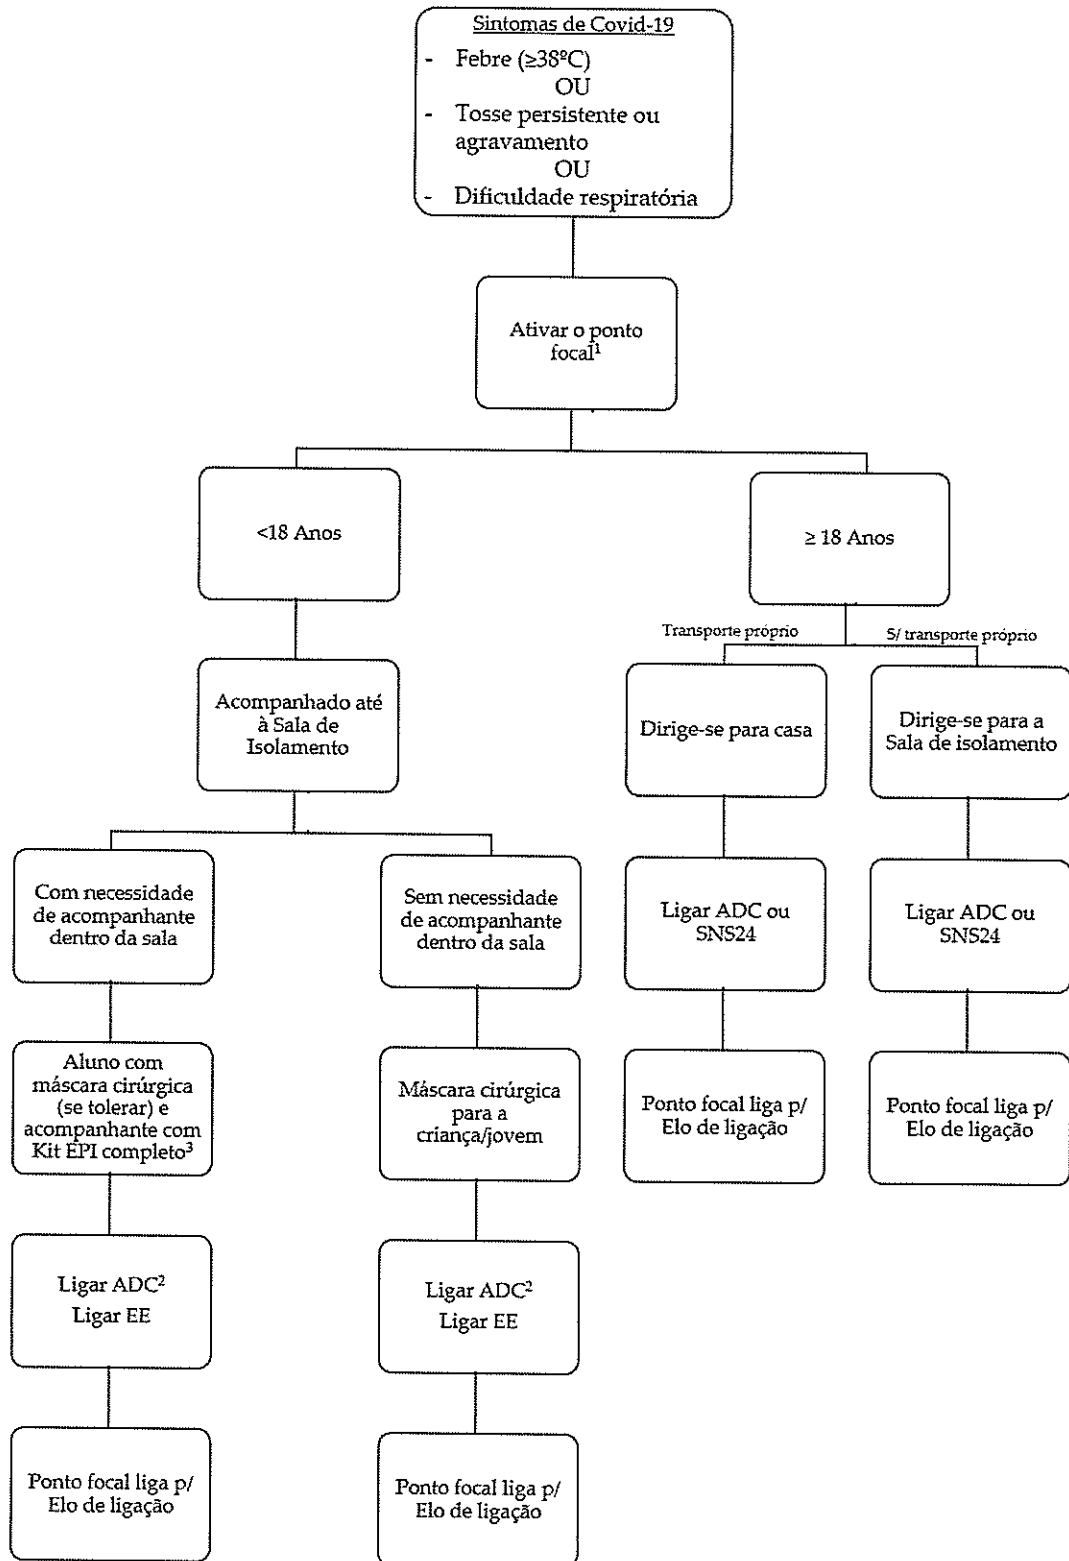 Sintomas de Covid-19
- Febre (≥38ºC)
OU
- Tosse persistente ou
agravamento
OU
- Dificuldade respiratória
Ativar o ponto
focal¹
<18 Anos
≥ 18 Anos
Transporte próprio
S/ transporte próprio
Acompanhado até
à Sala de
Isolamento
Dirige-se para casa
Dirige-se para a
Sala de isolamento
Com necessidade
de acompanhante
dentro da sala
Sem necessidade
de acompanhante
dentro da sala
Ligar ADC ou
SNS24
Ligar ADC ou
SNS24
Aluno com
máscara cirúrgica
(se tolerar) e
acompanhante com
Kit EPI completo³
Máscara cirúrgica
para a
criança/jovem
Ponto focal liga p/
Elo de ligação
Ponto focal liga p/
Elo de ligação
Ligar ADC²
Ligar EE
Ligar ADC²
Ligar EE
Ponto focal liga p/
Elo de ligação
Ponto focal liga p/
Elo de ligação